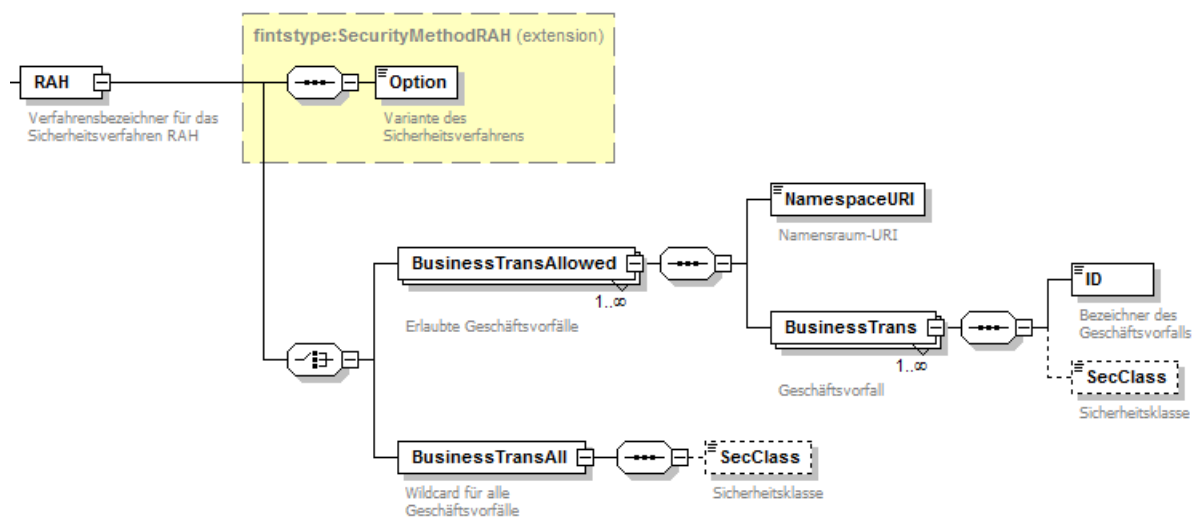 fintstype:SecurityMethodRAH (extension)
RAH
Option
Verfahrensbezeichner für das
Sicherheitsverfahren RAH
Variante des
Sicherheitsverfahrens
NamespaceURI
Namensraum-URI
BusinessTransAllowed
1..∞
Erlaubte Geschäftsvorfälle
ID
Bezeichner des
Geschäftsvorfalls
BusinessTrans
1..∞
Geschäftsvorfall
SecClass
Sicherheitsklasse
BusinessTransAll
Wildcard für alle
Geschäftsvorfälle
SecClass
Sicherheitsklasse